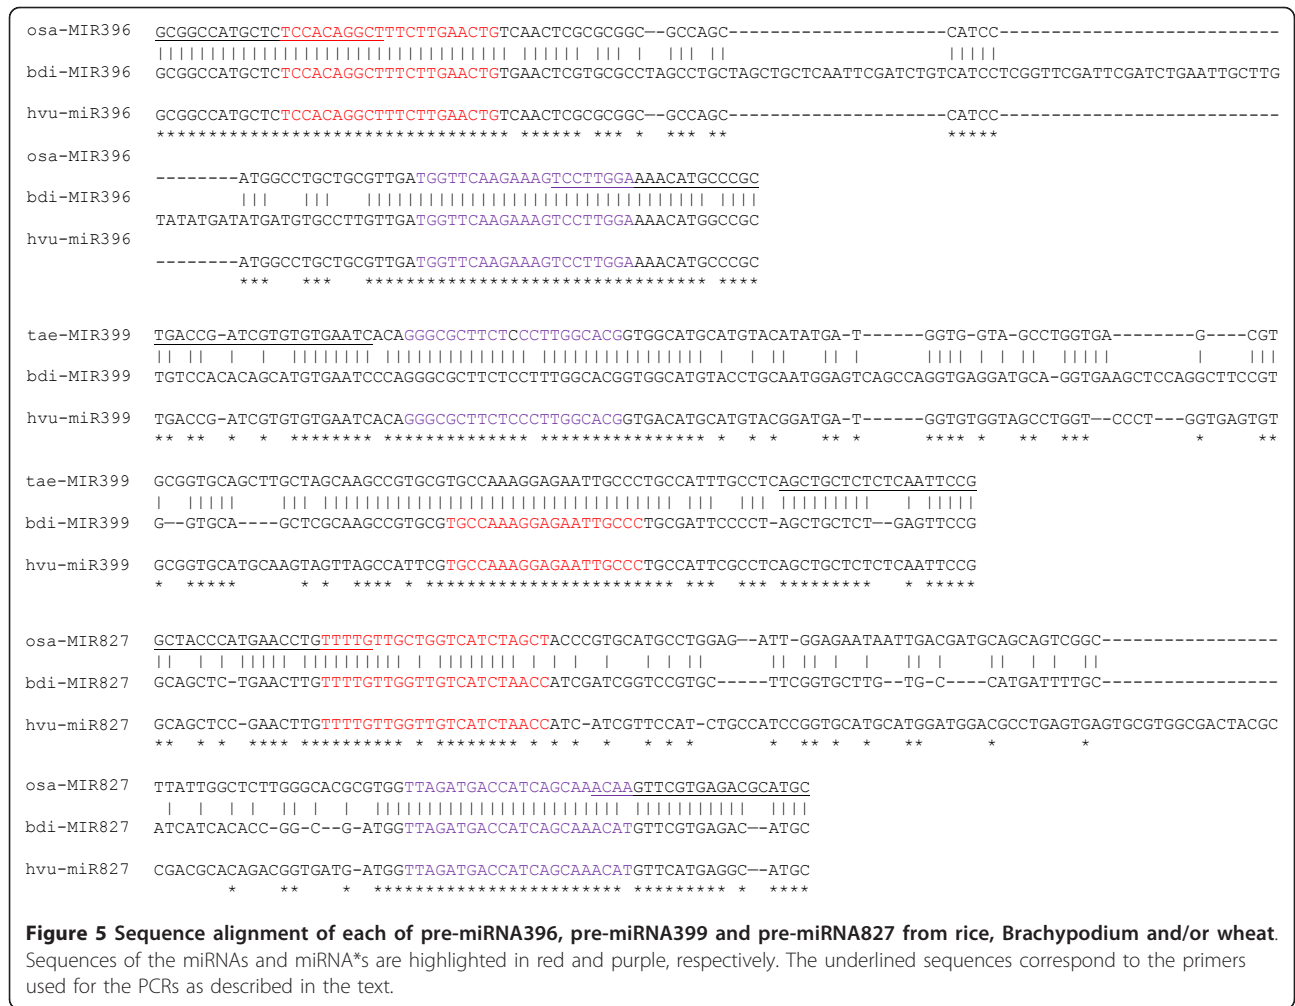 osa-MIR396 GCGGCCATGCTCTCCACAGGCTTTCTTGAACTGTCAACTCGCGCGGC--GCCAGC---------------------CATCC---------------------------
||||||||||||||||||||||||||||||||| |||||| ||| | ||| || |||||
bdi-MIR396 GCGGCCATGCTCTCCACAGGCTTTCTTGAACTGTGAACTCGTGCGCCTAGCCTGCTAGCTGCTCAATTCGATCTGTCATCCTCGGTTCGATTCGATCTGAATTGCTTG
hvu-miR396 GCGGCCATGCTCTCCACAGGCTTTCTTGAACTGTCAACTCGCGCGGC--GCCAGC---------------------CATCC---------------------------
********************************** ****** *** * *** ** *****
osa-MIR396
--------ATGGCCTGCTGCGTTGATGGTTCAAGAAAGTCCTTGGAAAACATGCCCGC
bdi-MIR396 ||| ||| ||||||||||||||||||||||||||||||| ||||
TATATGATATGATGTGCCTTGTTGATGGTTCAAGAAAGTCCTTGGAAAACATGGCCGC
hvu-miR396
--------ATGGCCTGCTGCGTTGATGGTTCAAGAAAGTCCTTGGAAAACATGCCCGC
*** *** ******************************** ****
tae-MIR399 TGACCG-ATCGTGTGTGAATCACAGGGCGCTTCTCCCTTGGCACGGTGGCATGCATGTACATATGA-T------GGTG-GTA-GCCTGGTGA--------G----CGT
|| || | | |||||||| |||||||||||||| |||||||||||||||| | | || || | |||| | | || ||||| | |||
bdi-MIR399 TGTCCACACAGCATGTGAATCCCAGGGCGCTTCTCCTTTGGCACGGTGGCATGTACCTGCAATGGAGTCAGCCAGGTGAGGATGCA-GGTGAAGCTCCAGGCTTCCGT
hvu-miR399 TGACCG-ATCGTGTGTGAATCACAGGGCGCTTCTCCCTTGGCACGGTGACATGCATGTACGGATGA-T------GGTGTGGTAGCCTGGT--CCCT---GGTGAGTGT
** ** * * ******** ************** **************** * * * ** * **** * ** *** * **
tae-MIR399 GCGGTGCAGCTTGCTAGCAAGCCGTGCGTGCCAAAGGAGAATTGCCCTGCCATTTGCCTCAGCTGCTCTCTCAATTCCG
| ||||| ||| |||||||||||||||||||||||||||||||||| ||| ||| ||||||||| | |||||
bdi-MIR399 G--GTGCA----GCTCGCAAGCCGTGCGTGCCAAAGGAGAATTGCCCTGCGATTCCCCT-AGCTGCTCT--GAGTTCCG
hvu-miR399 GCGGTGCATGCAAGTAGTTAGCCATTCGTGCCAAAGGAGAATTGCCCTGCCATTCGCCTCAGCTGCTCTCTCAATTCCG
* ***** * * **** * *********************** *** *** ********* * *****
osa-MIR827 GCTACCCATGAACCTGTTTTGTTGCTGGTCATCTAGCTACCCGTGCATGCCTGGAG--ATT-GGAGAATAATTGACGATGCAGCAGTCGGC-----------------
|| | | ||||| |||||||||| | |||||||| | | | | | || || || | | || | || | | ||
bdi-MIR827 GCAGCTC-TGAACTTGTTTTGTTGGTTGTCATCTAACCATCGATCGGTCCGTGC-----TTCGGTGCTTG--TG-C----CATGATTTTGC-----------------
hvu-miR827 GCAGCTCC-GAACTTGTTTTGTTGGTTGTCATCTAACCATC-ATCGTTCCAT-CTGCCATCCGGTGCATGCATGGATGGACGCCTGAGTGAGTGCGTGGCGACTACGC
** * * **** ********** * ******** * * * * * * * * ** * * ** * *
osa-MIR827 TTATTGGCTCTTGGGCACGCGTGGTTAGATGACCATCAGCAAACAAGTTCGTGAGACGCATGC
| | | | || | | |||||||||||||||||||||||| ||||||||||| ||||
bdi-MIR827 ATCATCACACC-GG-C--G-ATGGTTAGATGACCATCAGCAAACATGTTCGTGAGAC--ATGC
hvu-miR827 CGACGCACAGACGGTGATG-ATGGTTAGATGACCATCAGCAAACATGTTCATGAGGC--ATGC
* ** * ************************ ********* * ****
Figure 5 Sequence alignment of each of pre-miRNA396, pre-miRNA399 and pre-miRNA827 from rice, Brachypodium and/or wheat.
Sequences of the miRNAs and miRNA*s are highlighted in red and purple, respectively. The underlined sequences correspond to the primers
used for the PCRs as described in the text.